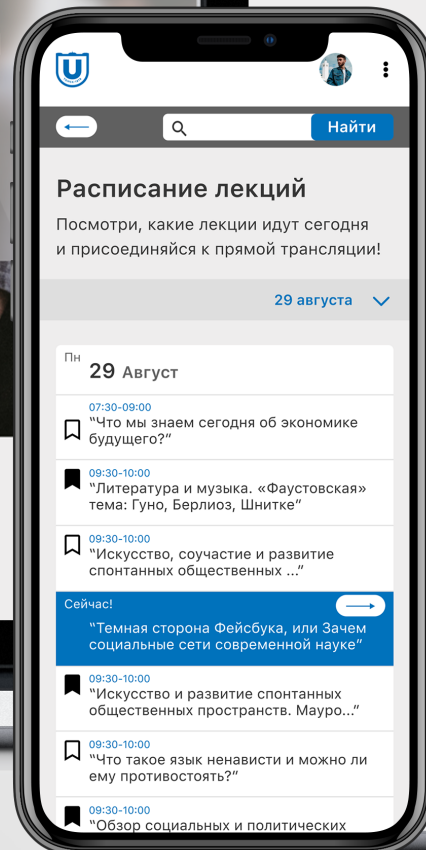 U
Найти
Расписание лекций
Посмотри, какие лекции идут сегодня
и присоединяйся к прямой трансляции!
29 августа
Пн
29 Август
07:30-09:00
"Что мы знаем сегодня об экономике
будущего?"
09:30-10:00
"Литература и музыка. «Фаустовская»
тема: Гуно, Берлиоз, Шнитке"
09:30-10:00
"Искусство, соучастие и развитие
спонтанных общественных ..."
Сейчас!
"Темная сторона Фейсбука, или Зачем
социальные сети современной науке"
09:30-10:00
"Искусство и развитие спонтанных
общественных пространств. Мауро..."
09:30-10:00
"Что такое язык ненависти и можно ли
ему противостоять?"
09:30-10:00
"Обзор социальных и политических